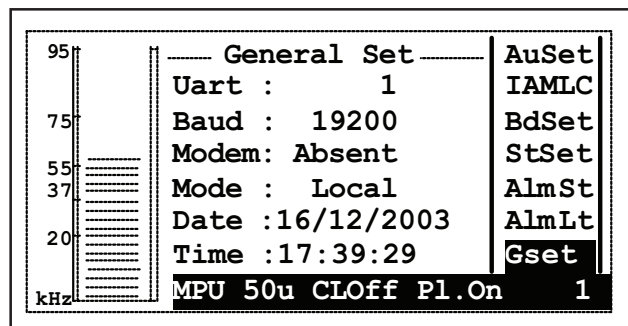 95
75
55
37
20
kHz
General Set
Uart : 1
Baud : 19200
Modem: Absent
Mode : Local
Date :16/12/2003
Time :17:39:29
AuSet
IAMLC
BdSet
StSet
AlmSt
AlmLt
Gset
MPU 50u CLOff Pl.On 1